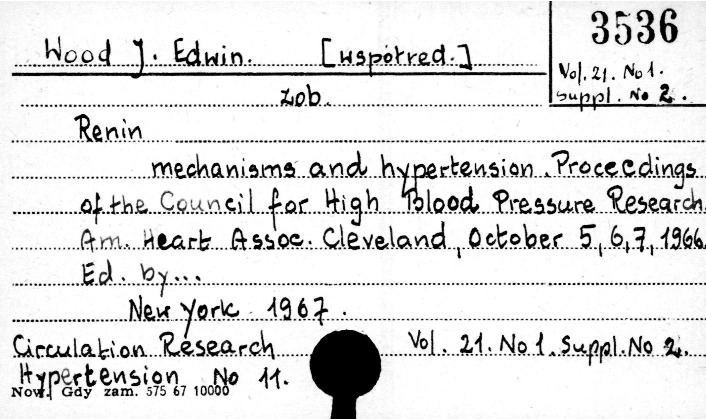 Wood J. Edwin. [współred.]
3536
Vol. 21. No 1.
Suppl. No 2.
zob.
Renin
mechanisms and hypertension. Proceedings
of the Council for High Blood Pressure Research.
Am. Heart Assoc. Cleveland, October 5, 6, 7, 1966.
Ed. by...
New York 1967.
Circulation Research Vol. 21. No 1. Suppl. No 2.
Hypertension No 11.
Now. Gdy zam. 575 67 10000